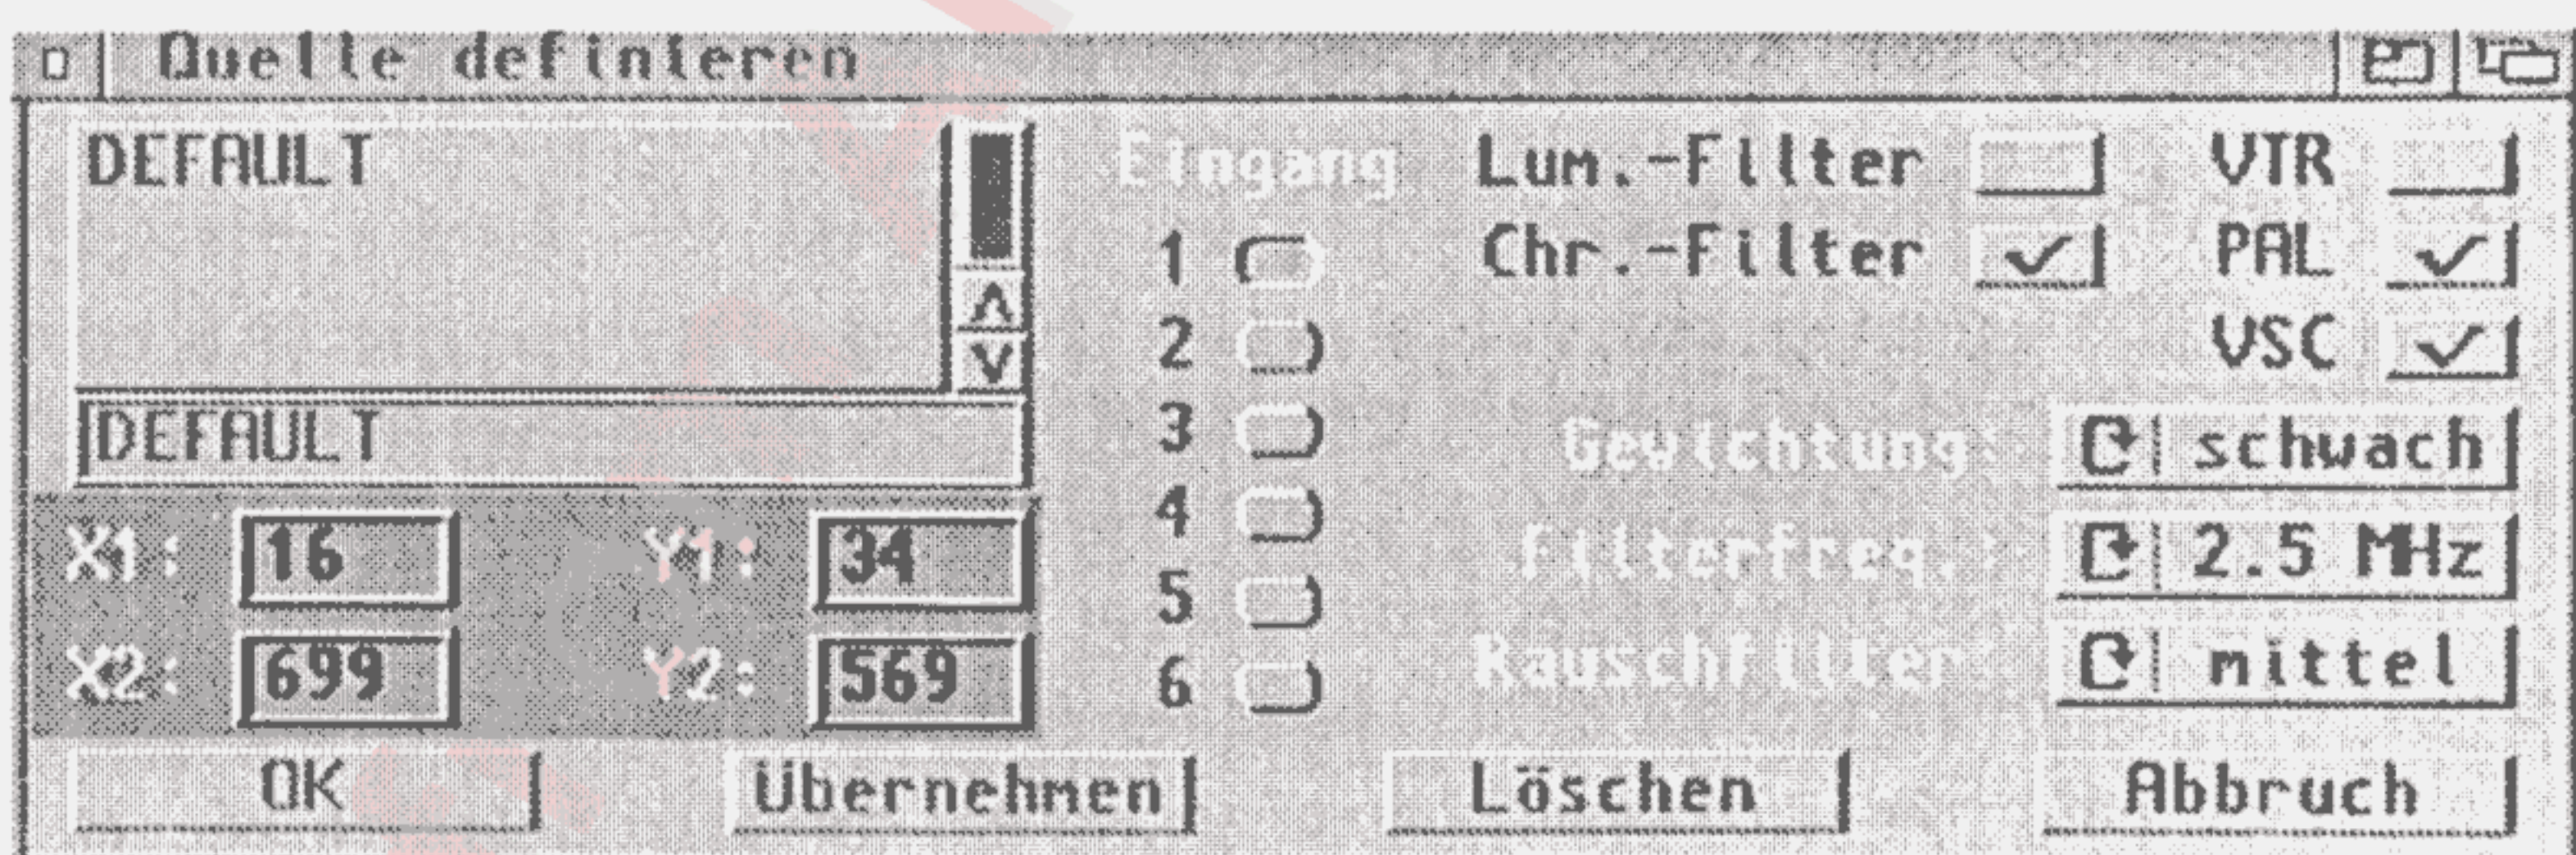 Quelle definieren
DEFAULT
DEFAULT
X1: 16 Y1: 34
X2: 699 Y2: 569
Eingang
1
2
3
4
5
6
Lum.-Filter
Chr.-Filter
VTR
PAL
VSC
Gewichtung: schwach
Filterfreq.: 2.5 MHz
Rauschfilter: mittel
OK Übernehmen Löschen Abbruch